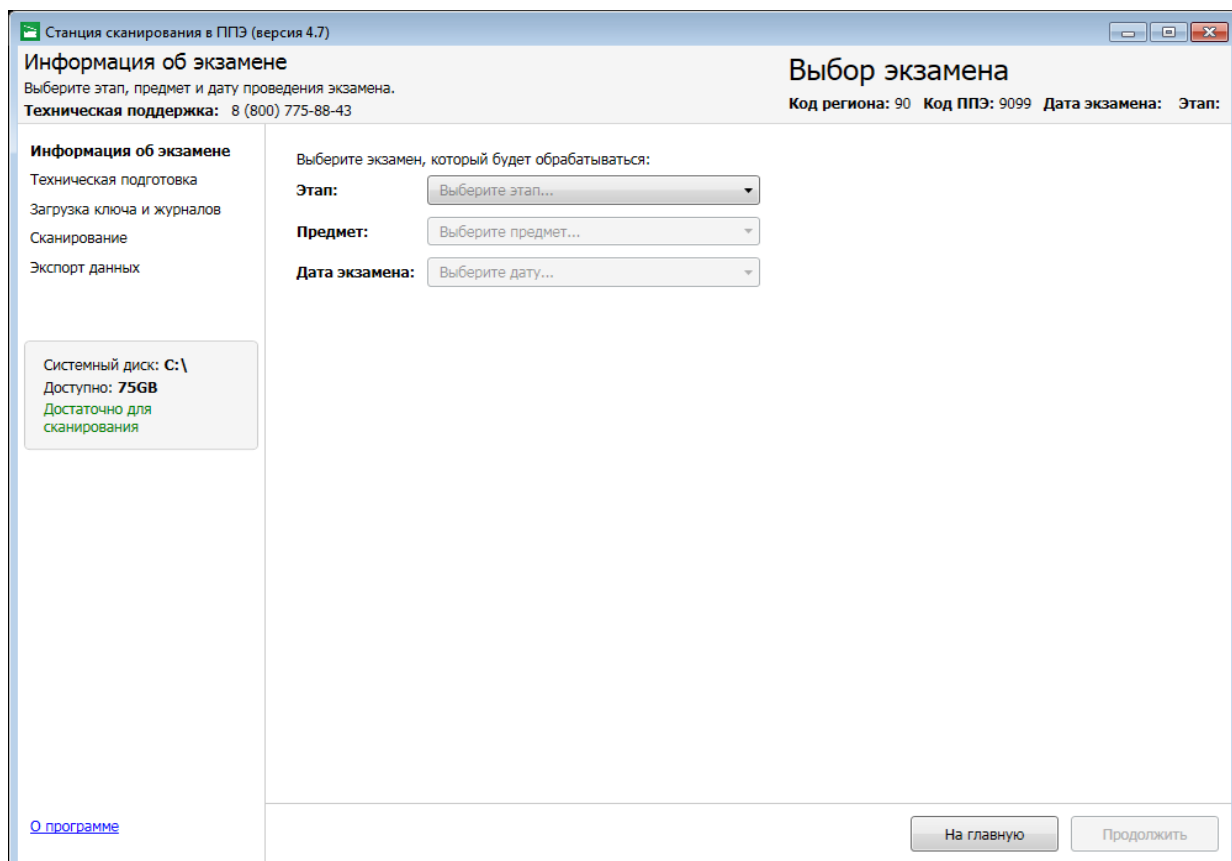 Станция сканирования в ППЭ (версия 4.7)
Информация об экзамене
Выберите этап, предмет и дату проведения экзамена.
Техническая поддержка: 8 (800) 775-88-43
Выбор экзамена
Код региона: 90 Код ППЭ: 9099 Дата экзамена: Этап:
Информация об экзамене
Техническая подготовка
Загрузка ключа и журналов
Сканирование
Экспорт данных
Системный диск: C:\
Доступно: 75GB
Достаточно для
сканирования
О программе
Выберите экзамен, который будет обрабатываться:
Этап: Выберите этап...
Предмет: Выберите предмет...
Дата экзамена: Выберите дату...
На главную Продолжить